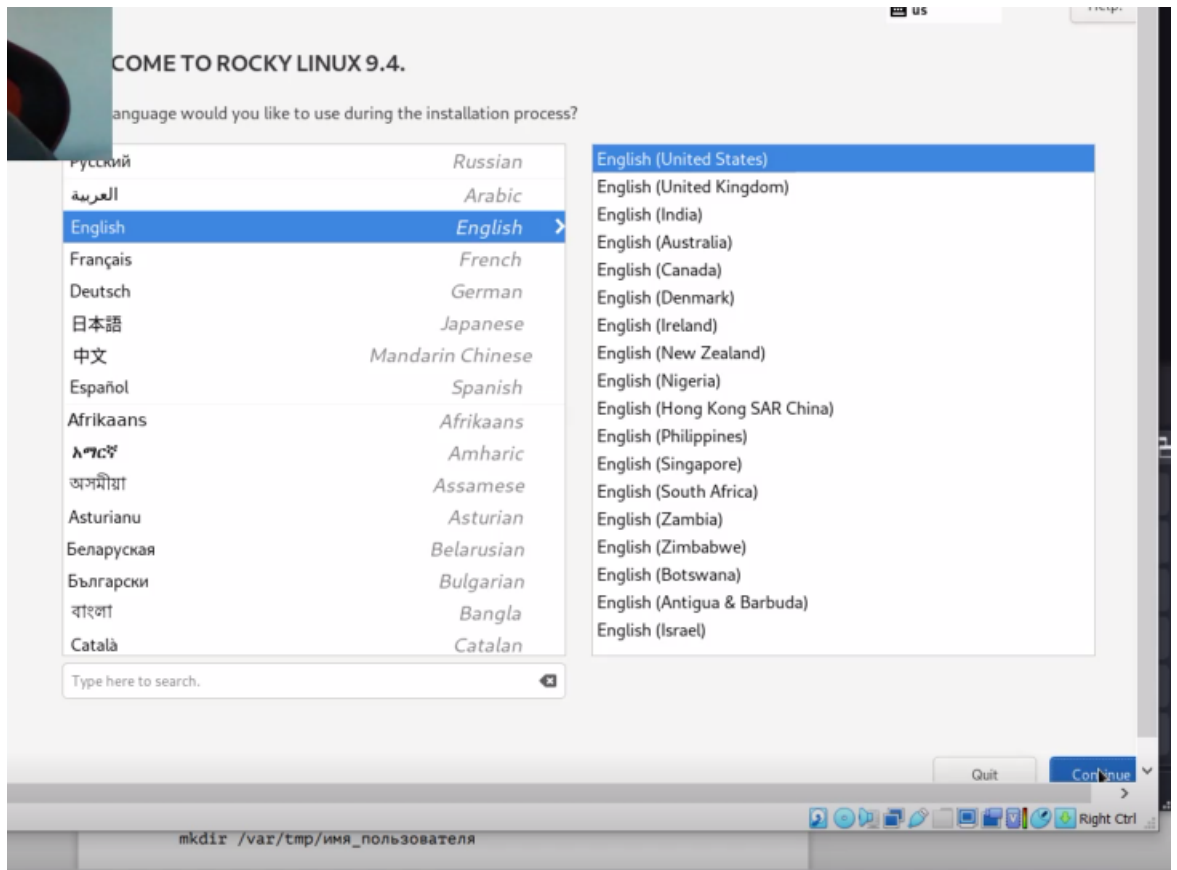 us
Help!
COME TO ROCKY LINUX 9.4.
anguage would you like to use during the installation process?
Русский Russian
العربية Arabic
English English
Français French
Deutsch German
日本語 Japanese
中文 Mandarin Chinese
Español Spanish
Afrikaans Afrikaans
አማርኛ Amharic
অসমীয়া Assamese
Asturianu Asturian
Беларуская Belarusian
Български Bulgarian
বাংলা Bangla
Català Catalan
Type here to search.
English (United States)
English (United Kingdom)
English (India)
English (Australia)
English (Canada)
English (Denmark)
English (Ireland)
English (New Zealand)
English (Nigeria)
English (Hong Kong SAR China)
English (Philippines)
English (Singapore)
English (South Africa)
English (Zambia)
English (Zimbabwe)
English (Botswana)
English (Antigua & Barbuda)
English (Israel)
Quit
Continue
Right Ctrl
mkdir /var/tmp/имя_пользователя